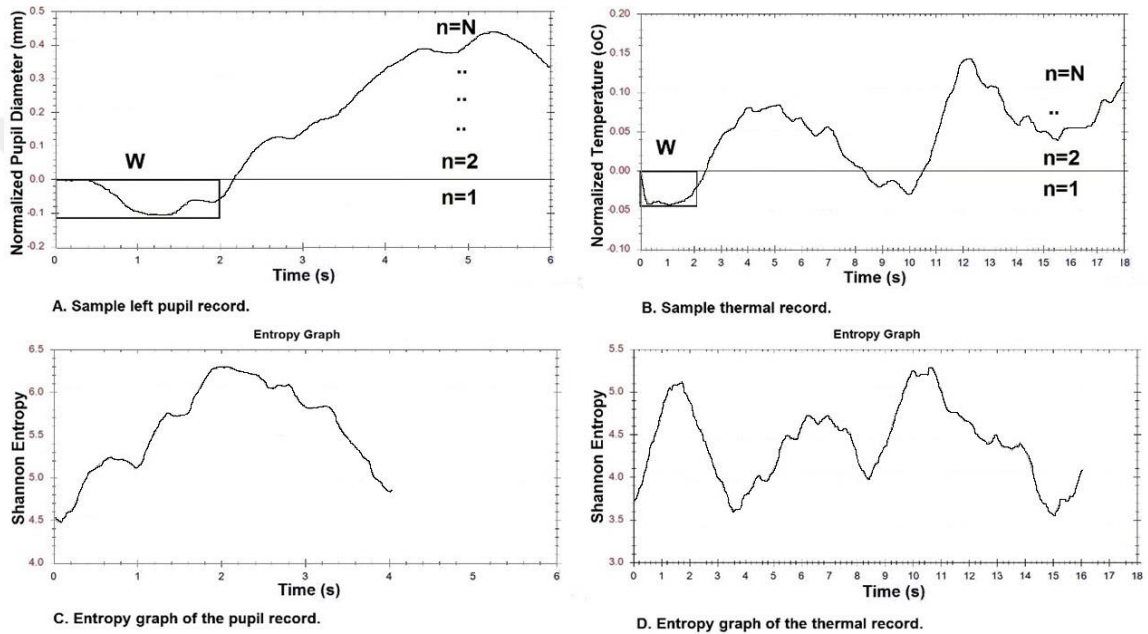 0.5
0.4
0.3
0.2
0.1
0.0
-0.1
-0.2
Normalized Pupil Diameter (mm)
W
n=N
..
..
..
n=2
n=1
0 1 2 3 4 5 6
Time (s)
A. Sample left pupil record.
0.20
0.15
0.10
0.05
0.00
-0.05
-0.10
Normalized Temperature (oC)
W
n=N
..
n=2
n=1
0 1 2 3 4 5 6 7 8 9 10 11 12 13 14 15 16 17 18
Time (s)
B. Sample thermal record.
Entropy Graph
6.5
6.0
5.5
5.0
4.5
4.0
Shannon Entropy
0 1 2 3 4 5 6
Time (s)
C. Entropy graph of the pupil record.
Entropy Graph
5.5
5.0
4.5
4.0
3.5
3.0
Shannon Entropy
0 1 2 3 4 5 6 7 8 9 10 11 12 13 14 15 16 17 18
Time (s)
D. Entropy graph of the thermal record.